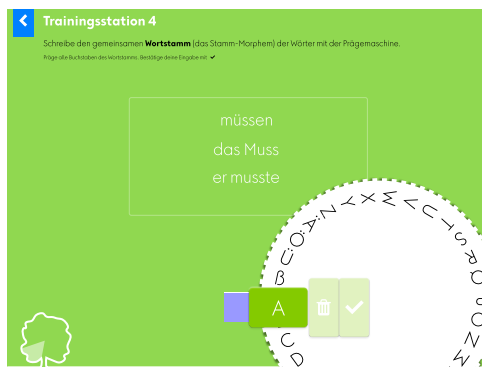 Trainingsstation 4
Schreibe den gemeinsamen Wortstamm (das Stamm-Morphem) der Wörter mit der Prägemaschine.
Präge alle Buchstaben des Wortstamms. Bestätige deine Eingabe mit ✔
müssen
das Muss
er musste
A
C
D
ß
Ü
Ö
Ä
Z
Y
X
W
V
U
T
S
R
Q
P
O
N
M